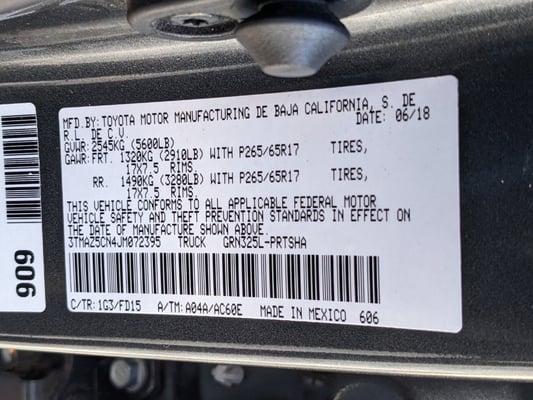 MFD.BY:TOYOTA MOTOR MANUFACTURING DE BAJA CALIFORNIA, S. DE
R.L. DE C.V. DATE: 06/18
GVWR: 2545KG (5600LB)
GAWR: FRT. 1320KG (2910LB) WITH P265/65R17 TIRES,
17X7.5 RIMS
RR. 1490KG (3280LB) WITH P265/65R17 TIRES,
17X7.5 RIMS
THIS VEHICLE CONFORMS TO ALL APPLICABLE FEDERAL MOTOR
VEHICLE SAFETY AND THEFT PREVENTION STANDARDS IN EFFECT ON
THE DATE OF MANUFACTURE SHOWN ABOVE.
3TMAZ5CN4JM072395 TRUCK GRN325L-PRTSHA
C/TR: 1G3/FD15 A/TM: A04A/AC60E MADE IN MEXICO 606
909